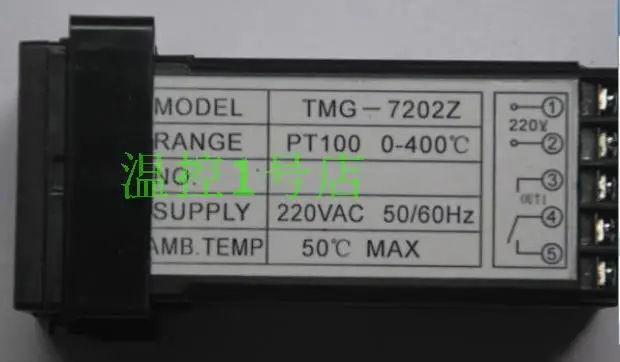 MODEL TMG-7202Z
RANGE PT100 0-400℃
NO.
温控1号店
SUPPLY 220VAC 50/60Hz
AMB.TEMP 50℃ MAX
1
220V
2
3
OUT1
4
5